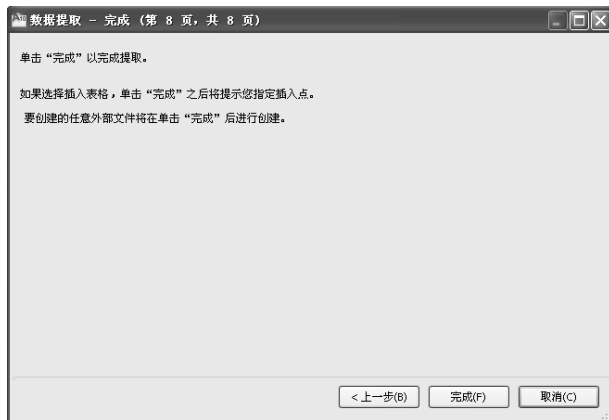 数据提取 - 完成 (第 8 页，共 8 页)
单击“完成”以完成提取。
如果选择插入表格，单击“完成”之后将提示您指定插入点。
要创建的任意外部文件将在单击“完成”后进行创建。
<上一步(B) 完成(F) 取消(C)